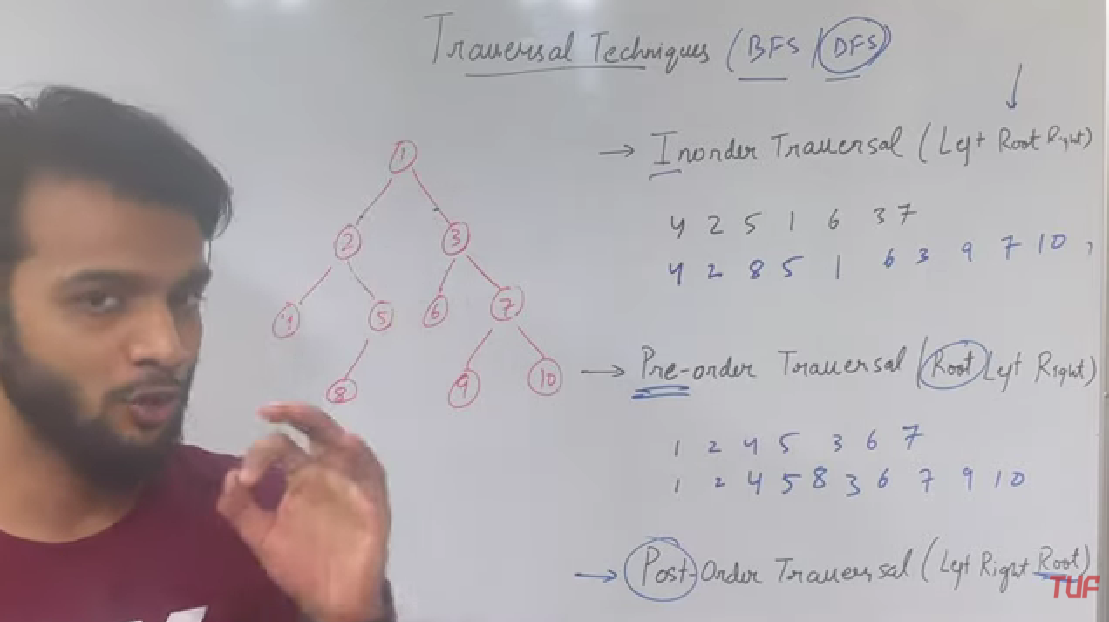 Traversal Techniques (BFS | DFS)
→ Inorder Traversal (Left Root Right)
4 2 5 1 6 3 7
4 2 8 5 1 6 3 9 7 10 ,
→ Pre-order Traversal (Root Left Right)
1 2 4 5 3 6 7
1 2 4 5 8 3 6 7 9 10
→ Post-Order Traversal (Left Right Root)
TUF
1
2 3
4 5 6 7
8 9 10